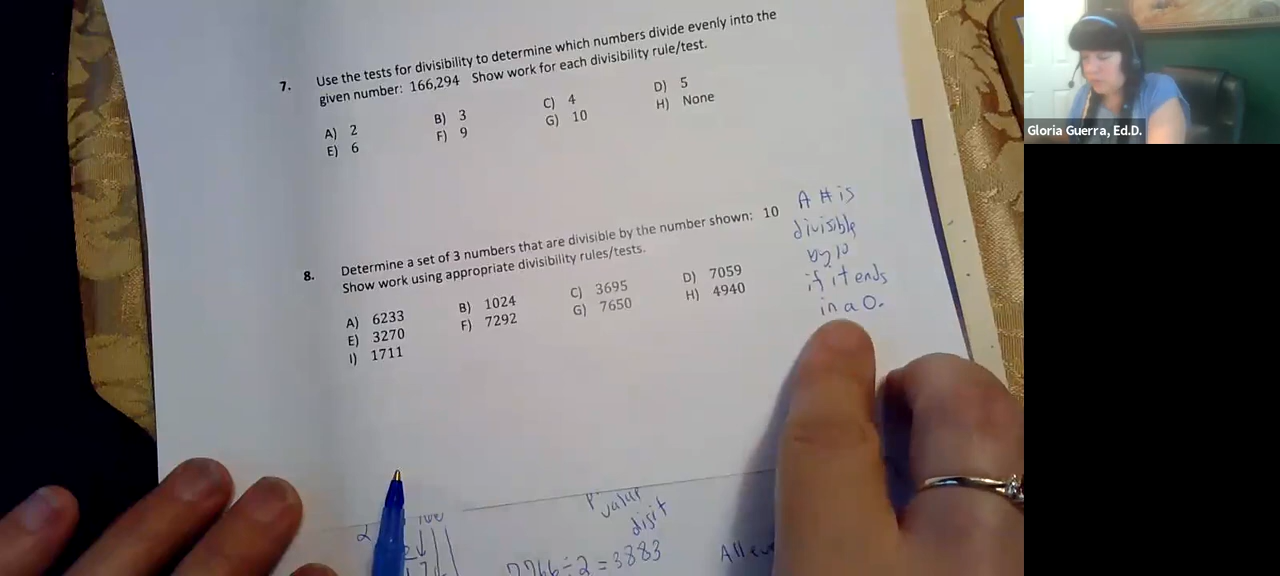 7. Use the tests for divisibility to determine which numbers divide evenly into the
given number: 166,294 Show work for each divisibility rule/test.
A) 2 B) 3 C) 4 D) 5
E) 6 F) 9 G) 10 H) None
8. Determine a set of 3 numbers that are divisible by the number shown: 10
Show work using appropriate divisibility rules/tests.
A) 6233 B) 1024 C) 3695 D) 7059
E) 3270 F) 7292 G) 7650 H) 4940
I) 1711
A # is
divisible
by 10
if it ends
in a 0.
digit
7766÷2=3883
All
Gloria Guerra, Ed.D.